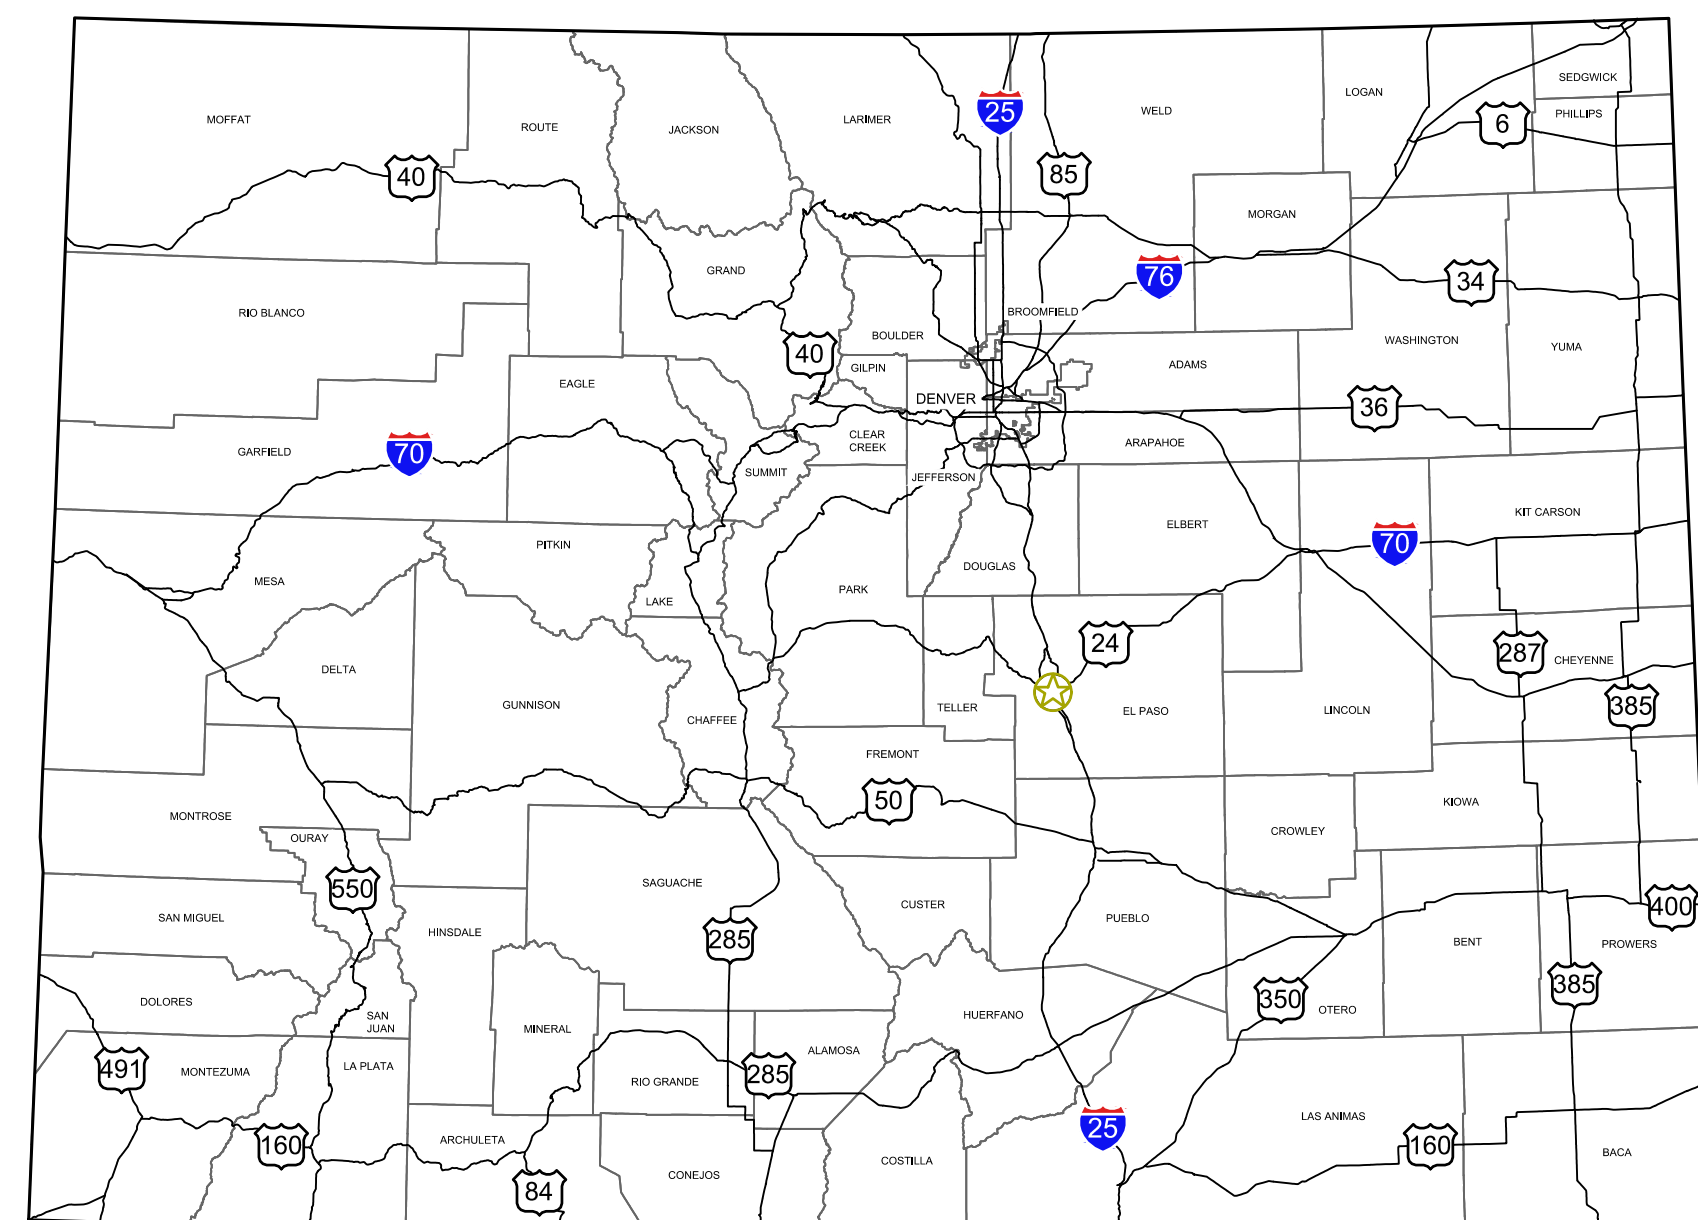 SEDGWICK
LOGAN
MOFFAT
ROUTE
JACKSON
LARIMER
25
WELD
6
PHILLIPS
40
85
MORGAN
GRAND
76
34
RIO BLANCO
BROOMFIELD
BOULDER
WASHINGTON
YUMA
40
GILPIN
ADAMS
EAGLE
DENVER
36
GARFIELD
70
CLEAR
CREEK
ARAPAHOE
SUMMIT
JEFFERSON
KIT CARSON
ELBERT
70
PITKIN
DOUGLAS
MESA
PARK
LAKE
24
287
CHEYENNE
DELTA
GUNNISON
CHAFFEE
TELLER
EL PASO
LINCOLN
385
FREMONT
50
KIOWA
MONTROSE
OURAY
CROWLEY
550
SAGUACHE
CUSTER
400
SAN MIGUEL
HINSDALE
285
PUEBLO
BENT
PROWERS
DOLORES
SAN
JUAN
MINERAL
HUERFANO
350
OTERO
385
491
MONTEZUMA
LA PLATA
RIO GRANDE
285
ALAMOSA
LAS ANIMAS
160
ARCHULETA
25
160
BACA
84
CONEJOS
COSTILLA